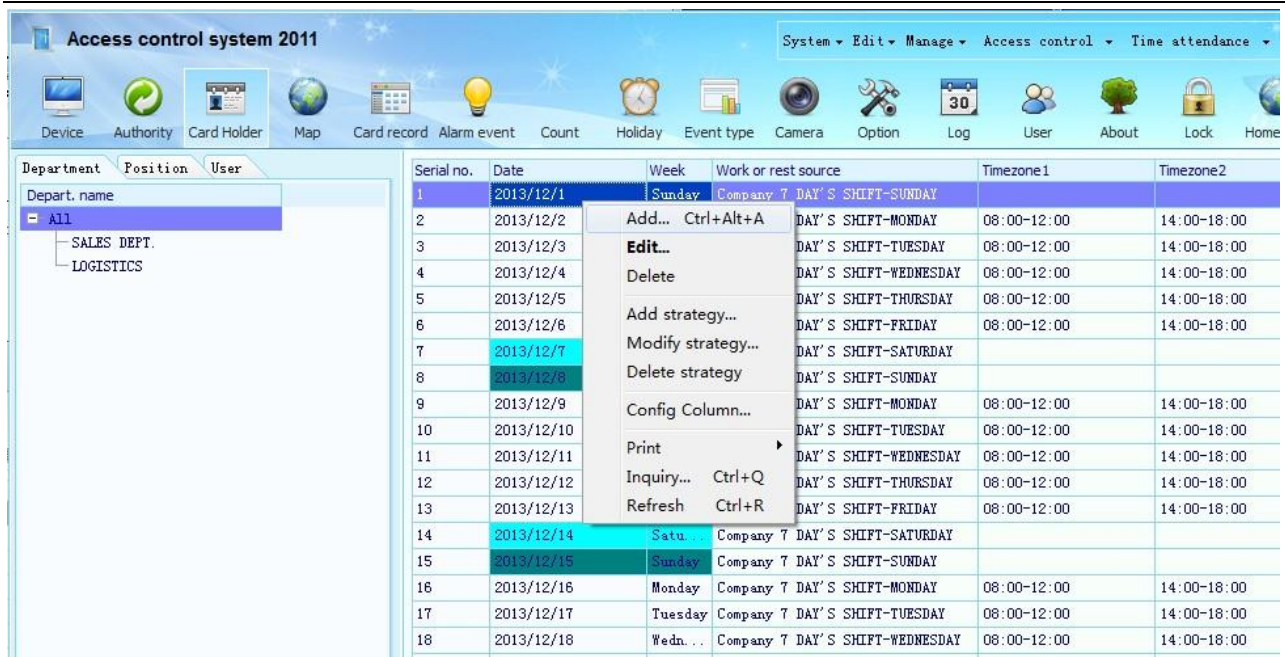 Access control system 2011
System Edit Manage Access control Time attendance
Device Authority Card Holder Map Card record Alarm event Count Holiday Event type Camera Option Log User About Lock Home
30
Department Position User
Depart. name
All
SALES DEPT.
LOGISTICS
Serial no. Date Week Work or rest source Timezone1 Timezone2
1 2013/12/1 Sunday Company 7 DAY'S SHIFT-SUNDAY
2 2013/12/2 DAY'S SHIFT-MONDAY 08:00-12:00 14:00-18:00
3 2013/12/3 DAY'S SHIFT-TUESDAY 08:00-12:00 14:00-18:00
4 2013/12/4 DAY'S SHIFT-WEDNESDAY 08:00-12:00 14:00-18:00
5 2013/12/5 DAY'S SHIFT-THURSDAY 08:00-12:00 14:00-18:00
6 2013/12/6 DAY'S SHIFT-FRIDAY 08:00-12:00 14:00-18:00
7 2013/12/7 DAY'S SHIFT-SATURDAY
8 2013/12/8 DAY'S SHIFT-SUNDAY
9 2013/12/9 DAY'S SHIFT-MONDAY 08:00-12:00 14:00-18:00
10 2013/12/10 DAY'S SHIFT-TUESDAY 08:00-12:00 14:00-18:00
11 2013/12/11 DAY'S SHIFT-WEDNESDAY 08:00-12:00 14:00-18:00
12 2013/12/12 DAY'S SHIFT-THURSDAY 08:00-12:00 14:00-18:00
13 2013/12/13 DAY'S SHIFT-FRIDAY 08:00-12:00 14:00-18:00
14 2013/12/14 Satu... Company 7 DAY'S SHIFT-SATURDAY
15 2013/12/15 Sunday Company 7 DAY'S SHIFT-SUNDAY
16 2013/12/16 Monday Company 7 DAY'S SHIFT-MONDAY 08:00-12:00 14:00-18:00
17 2013/12/17 Tuesday Company 7 DAY'S SHIFT-TUESDAY 08:00-12:00 14:00-18:00
18 2013/12/18 Wedn... Company 7 DAY'S SHIFT-WEDNESDAY 08:00-12:00 14:00-18:00
Add... Ctrl+Alt+A
Edit...
Delete
Add strategy...
Modify strategy...
Delete strategy
Config Column...
Print
Inquiry... Ctrl+Q
Refresh Ctrl+R